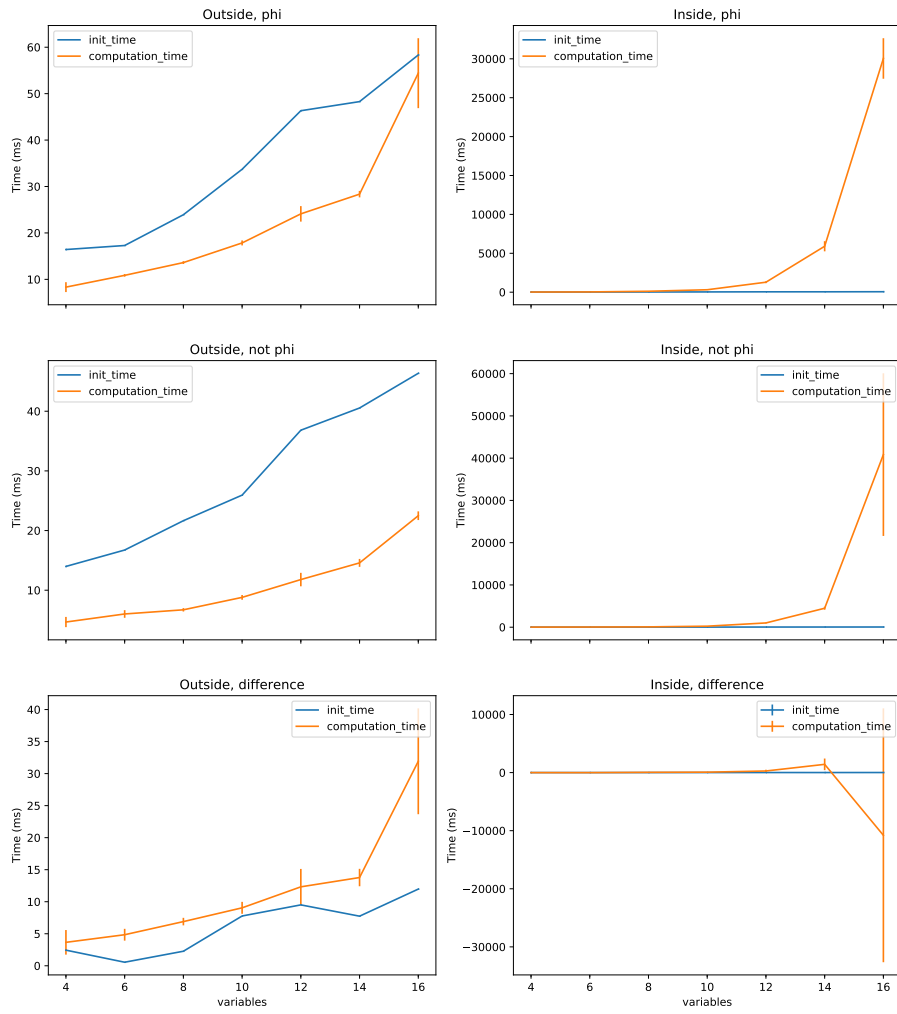 Outside, phi
init_time
computation_time
60
50
40
30
20
10
Time (ms)
Inside, phi
init_time
computation_time
30000
25000
20000
15000
10000
5000
0
Time (ms)
Outside, not phi
init_time
computation_time
40
30
20
10
Time (ms)
Inside, not phi
init_time
computation_time
60000
50000
40000
30000
20000
10000
0
Time (ms)
Outside, difference
init_time
computation_time
40
35
30
25
20
15
10
5
0
Time (ms)
4 6 8 10 12 14 16
variables
Inside, difference
init_time
computation_time
10000
0
−10000
−20000
−30000
Time (ms)
4 6 8 10 12 14 16
variables